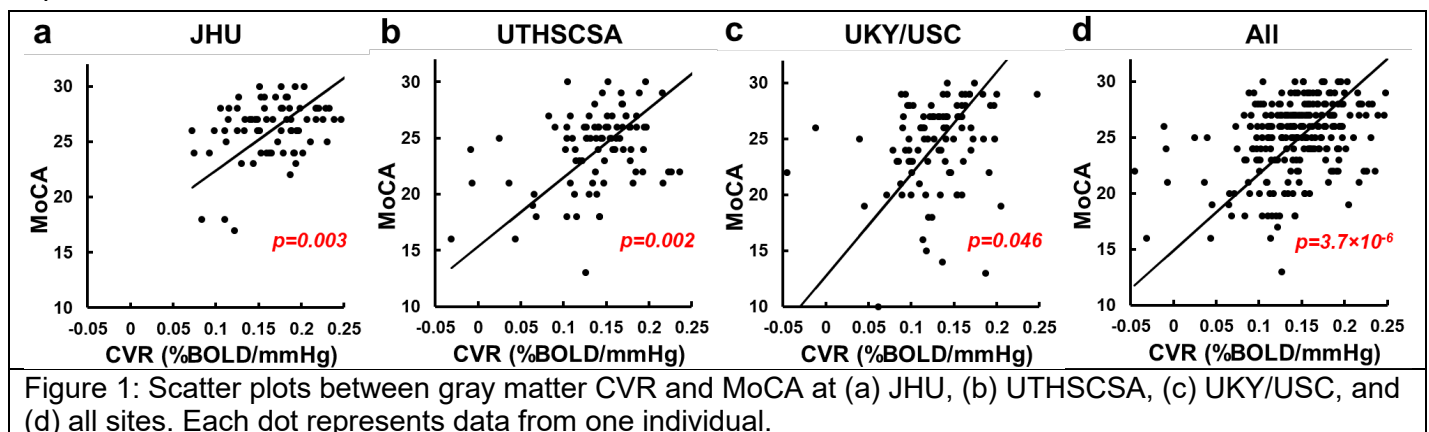 a JHU
b UTHSCSA
c UKY/USC
d All
MoCA
30
25
20
15
10
p=0.003
-0.05 0 0.05 0.1 0.15 0.2 0.25
CVR (%BOLD/mmHg)
MoCA
30
25
20
15
10
p=0.002
-0.05 0 0.05 0.1 0.15 0.2 0.25
CVR (%BOLD/mmHg)
MoCA
30
25
20
15
10
p=0.046
-0.05 0 0.05 0.1 0.15 0.2 0.25
CVR (%BOLD/mmHg)
MoCA
30
25
20
15
10
p=3.7×10⁻⁶
-0.05 0 0.05 0.1 0.15 0.2 0.25
CVR (%BOLD/mmHg)
Figure 1: Scatter plots between gray matter CVR and MoCA at (a) JHU, (b) UTHSCSA, (c) UKY/USC, and
(d) all sites. Each dot represents data from one individual.